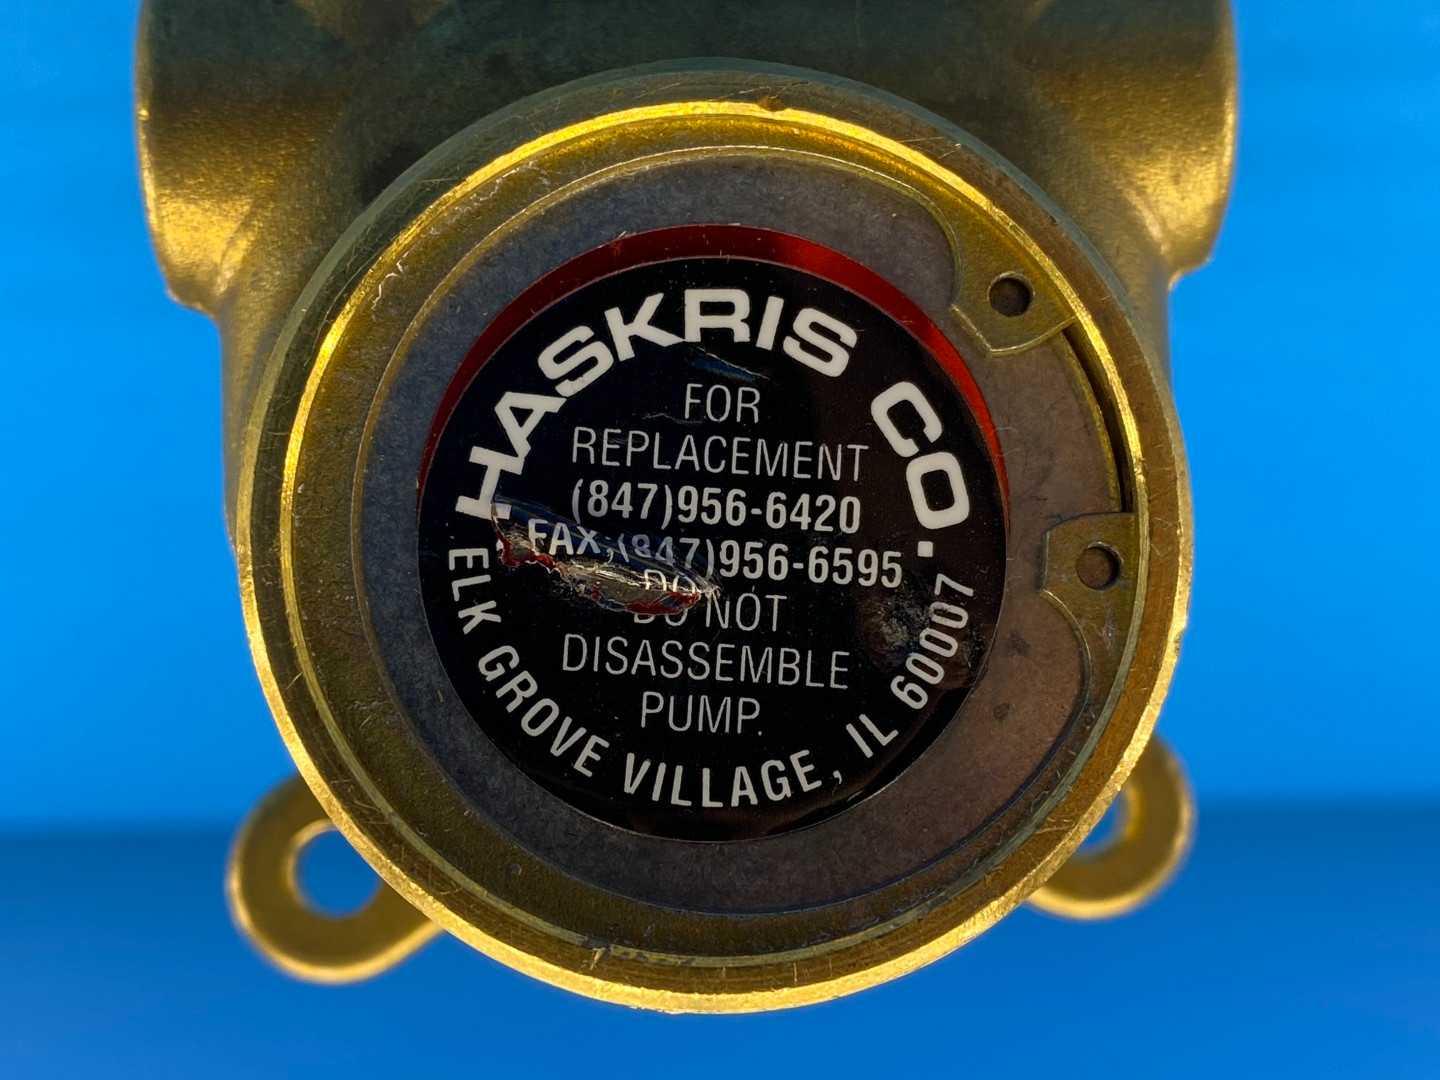 HASKRIS CO.
FOR
REPLACEMENT
(847)956-6420
FAX,(847)956-6595
DO NOT
DISASSEMBLE
PUMP.
ELK GROVE VILLAGE, IL 60007